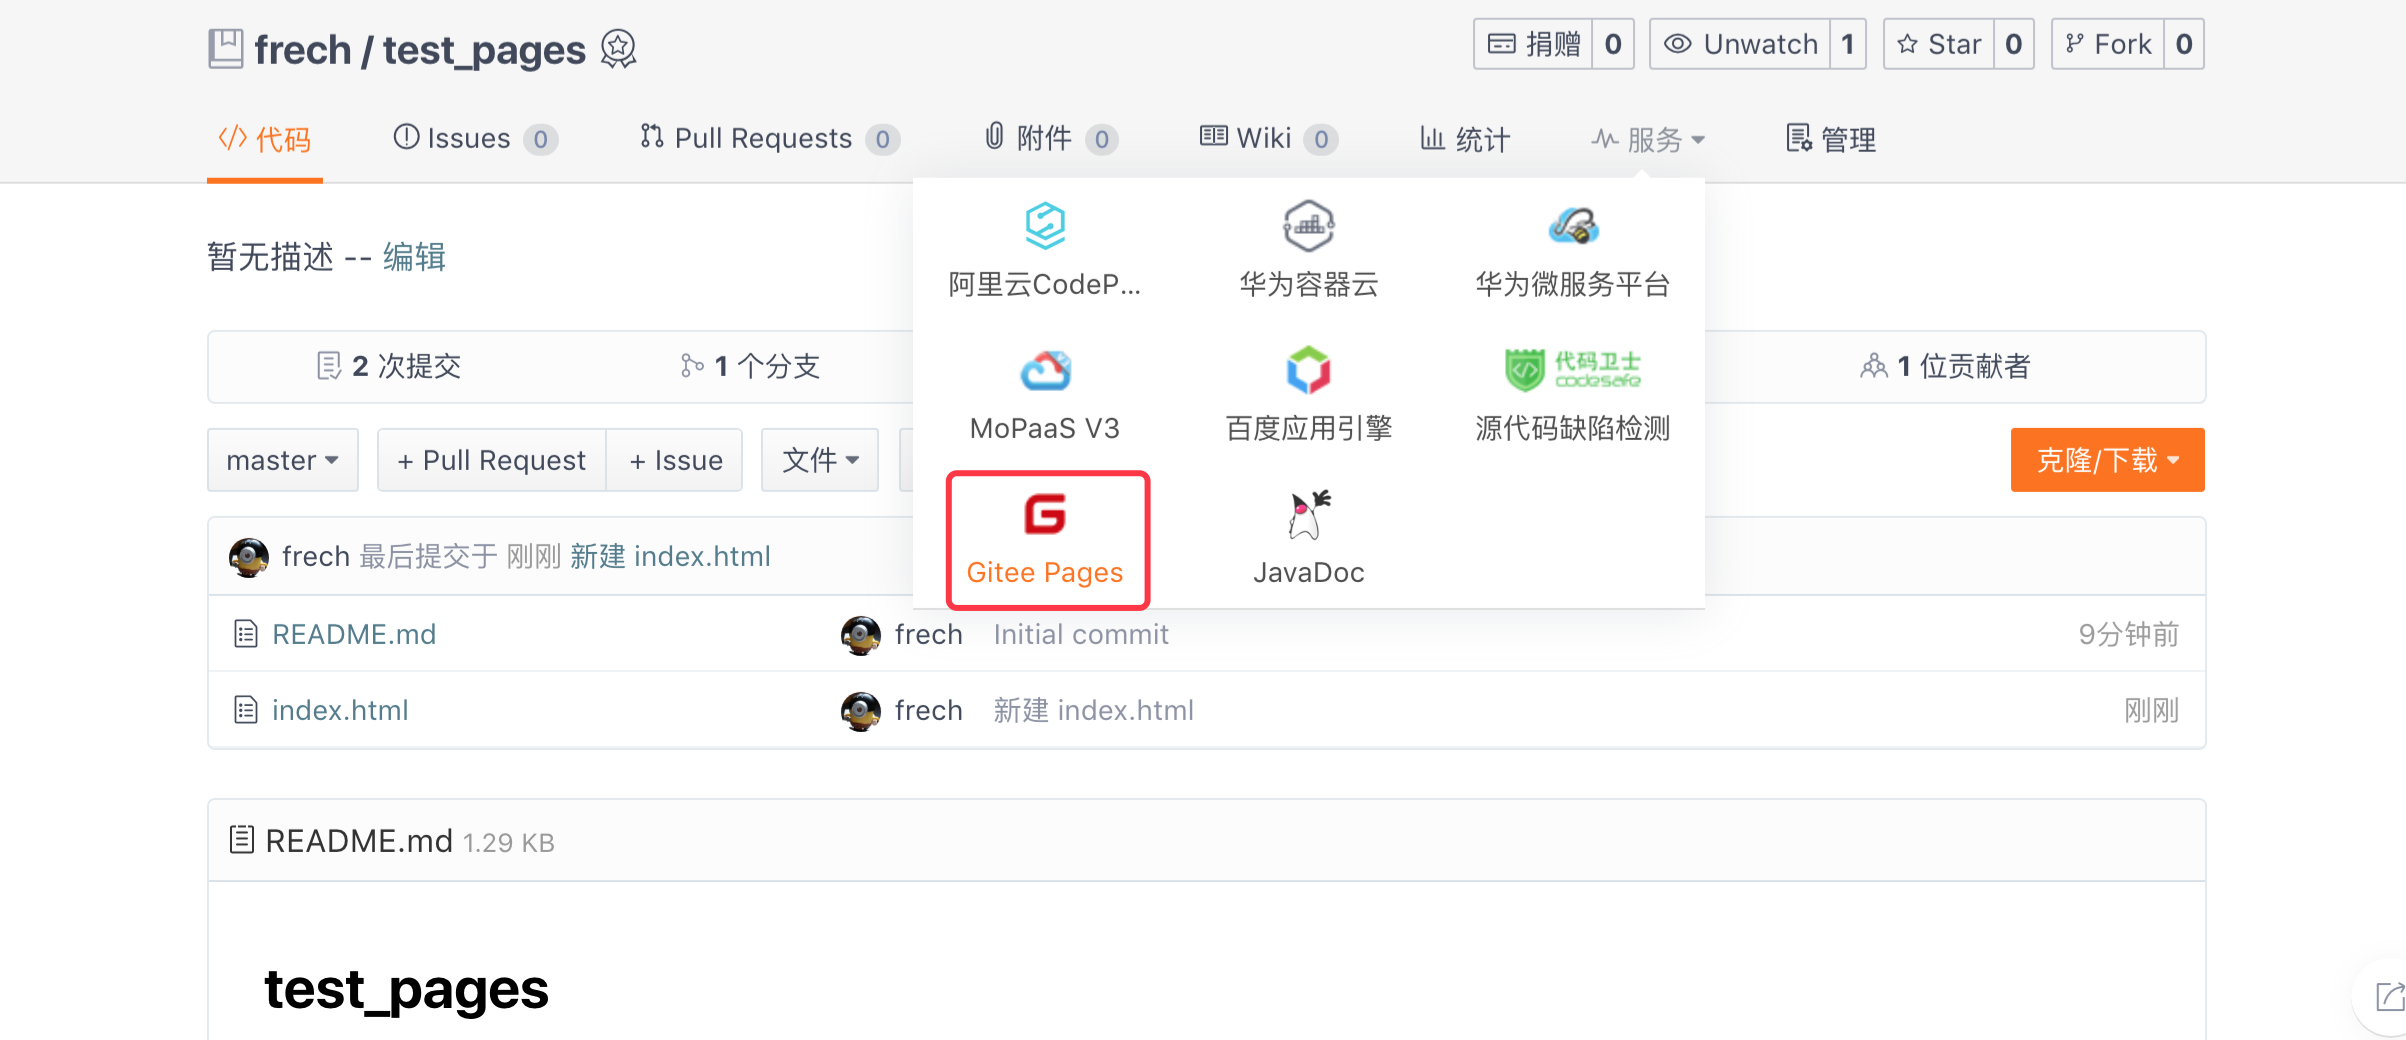 frech / test_pages
捐赠 0
Unwatch 1
Star 0
Fork 0
代码
Issues 0
Pull Requests 0
附件 0
Wiki 0
统计
服务
管理
暂无描述 -- 编辑
阿里云CodeP...
华为容器云
华为微服务平台
2 次提交
1 个分支
1 位贡献者
代码卫士
codesafe
MoPaaS V3
百度应用引擎
源代码缺陷检测
master
+ Pull Request
+ Issue
文件
克隆/下载
Gitee Pages
JavaDoc
frech 最后提交于 刚刚 新建 index.html
README.md
frech
Initial commit
9分钟前
index.html
frech
新建 index.html
刚刚
README.md 1.29 KB
test_pages